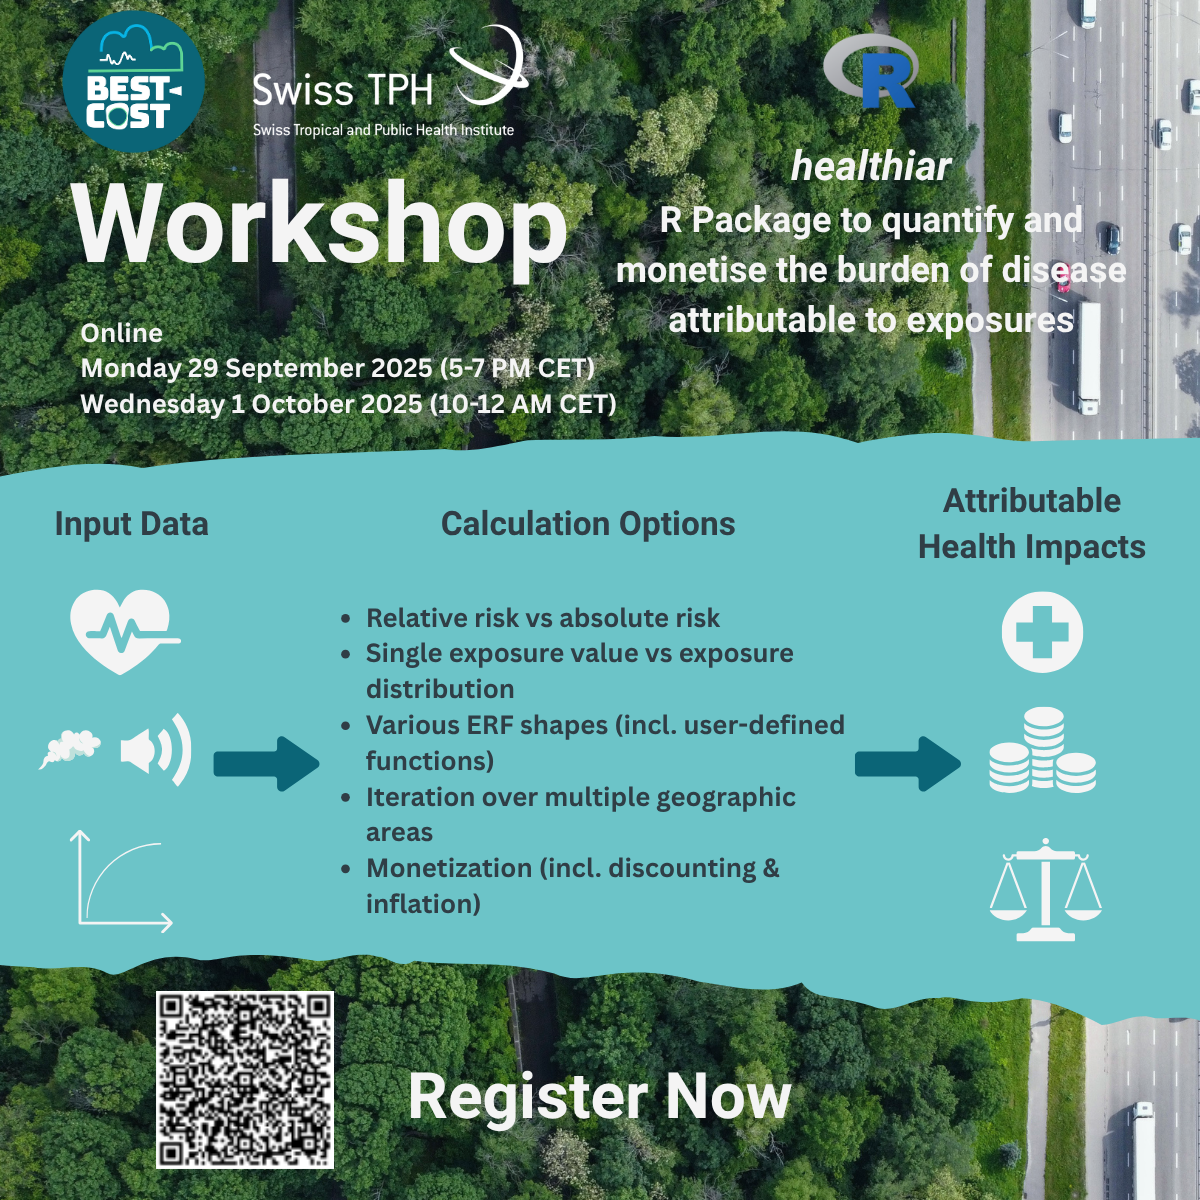 BEST-
COST
Swiss TPH
Swiss Tropical and Public Health Institute
R
Workshop
healthiar
R Package to quantify and
monetise the burden of disease
attributable to exposures
Online
Monday 29 September 2025 (5-7 PM CET)
Wednesday 1 October 2025 (10-12 AM CET)
Input Data
Calculation Options
Attributable
Health Impacts
• Relative risk vs absolute risk
• Single exposure value vs exposure
distribution
• Various ERF shapes (incl. user-defined
functions)
• Iteration over multiple geographic
areas
• Monetization (incl. discounting &
inflation)
Register Now